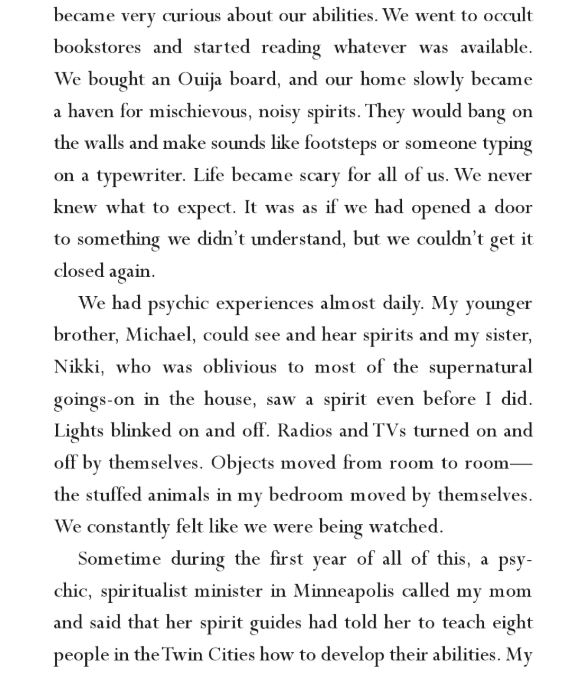 became very curious about our abilities. We went to occult
bookstores and started reading whatever was available.
We bought an Ouija board, and our home slowly became
a haven for mischievous, noisy spirits. They would bang on
the walls and make sounds like footsteps or someone typing
on a typewriter. Life became scary for all of us. We never
knew what to expect. It was as if we had opened a door
to something we didn’t understand, but we couldn’t get it
closed again.
We had psychic experiences almost daily. My younger
brother, Michael, could see and hear spirits and my sister,
Nikki, who was oblivious to most of the supernatural
goings-on in the house, saw a spirit even before I did.
Lights blinked on and off. Radios and TVs turned on and
off by themselves. Objects moved from room to room—
the stuffed animals in my bedroom moved by themselves.
We constantly felt like we were being watched.
Sometime during the first year of all of this, a psy-
chic, spiritualist minister in Minneapolis called my mom
and said that her spirit guides had told her to teach eight
people in the Twin Cities how to develop their abilities. My